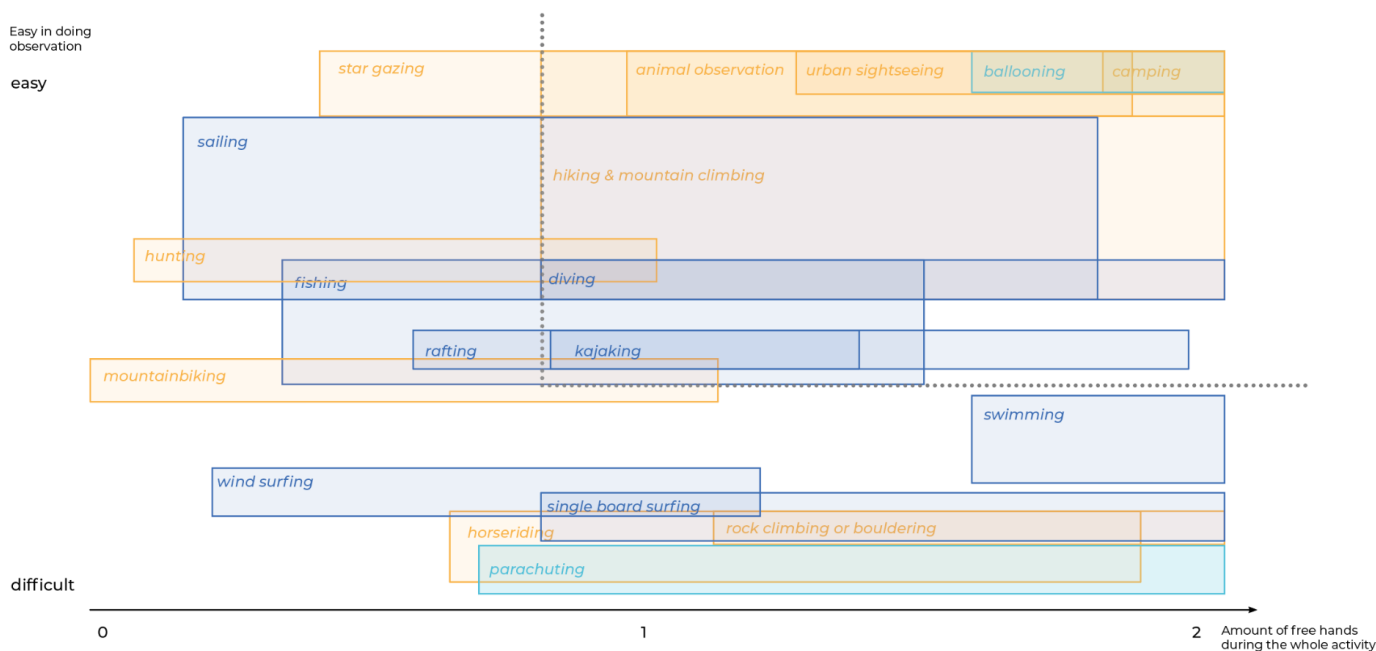 Easy in doing
observation
easy
star gazing
animal observation
urban sightseeing
ballooning
camping
sailing
hiking & mountain climbing
hunting
fishing
diving
rafting
kajaking
mountainbiking
swimming
wind surfing
single board surfing
rock climbing or bouldering
horseriding
parachuting
difficult
0
1
2
Amount of free hands
during the whole activity